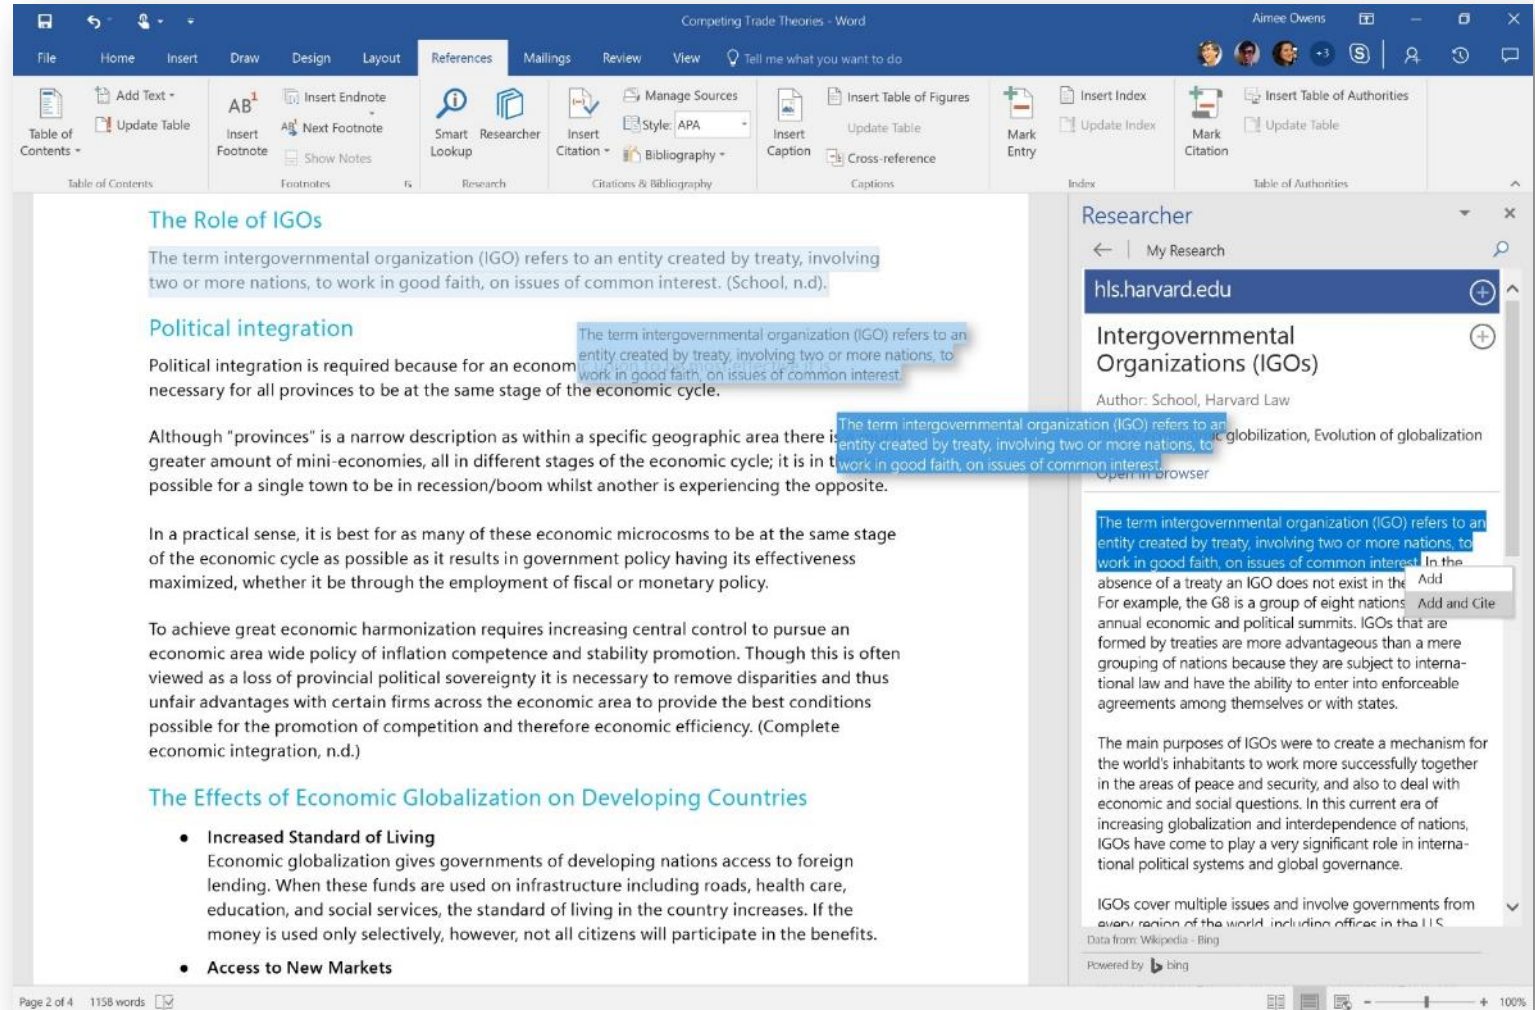 Competing Trade Theories - Word
Aimee Owens
File Home Insert Draw Design Layout References Mailings Review View Tell me what you want to do
+3
Table of Contents
Add Text
Update Table
Table of Contents
AB1
Insert Footnote
Insert Endnote
AB1 Next Footnote
Show Notes
Footnotes
Smart Lookup
Researcher
Research
Insert Citation
Manage Sources
Style: APA
Bibliography
Citations & Bibliography
Insert Caption
Insert Table of Figures
Update Table
Cross-reference
Captions
Mark Entry
Insert Index
Update Index
Index
Mark Citation
Insert Table of Authorities
Update Table
Table of Authorities
The Role of IGOs
The term intergovernmental organization (IGO) refers to an entity created by treaty, involving
two or more nations, to work in good faith, on issues of common interest. (School, n.d).
Political integration
Political integration is required because for an econom
necessary for all provinces to be at the same stage of the economic cycle.
The term intergovernmental organization (IGO) refers to an
entity created by treaty, involving two or more nations, to
work in good faith, on issues of common interest.
Although "provinces" is a narrow description as within a specific geographic area there is
greater amount of mini-economies, all in different stages of the economic cycle; it is in t
possible for a single town to be in recession/boom whilst another is experiencing the opposite.
The term intergovernmental organization (IGO) refers to an
entity created by treaty, involving two or more nations, to
work in good faith, on issues of common interest.
In a practical sense, it is best for as many of these economic microcosms to be at the same stage
of the economic cycle as possible as it results in government policy having its effectiveness
maximized, whether it be through the employment of fiscal or monetary policy.
To achieve great economic harmonization requires increasing central control to pursue an
economic area wide policy of inflation competence and stability promotion. Though this is often
viewed as a loss of provincial political sovereignty it is necessary to remove disparities and thus
unfair advantages with certain firms across the economic area to provide the best conditions
possible for the promotion of competition and therefore economic efficiency. (Complete
economic integration, n.d.)
The Effects of Economic Globalization on Developing Countries
● Increased Standard of Living
Economic globalization gives governments of developing nations access to foreign
lending. When these funds are used on infrastructure including roads, health care,
education, and social services, the standard of living in the country increases. If the
money is used only selectively, however, not all citizens will participate in the benefits.
● Access to New Markets
Researcher
My Research
hls.harvard.edu
Intergovernmental
Organizations (IGOs)
Author: School, Harvard Law
globilization, Evolution of globalization
Open in browser
The term intergovernmental organization (IGO) refers to an
entity created by treaty, involving two or more nations, to
work in good faith, on issues of common interest. In the
absence of a treaty an IGO does not exist in the
For example, the G8 is a group of eight nations
annual economic and political summits. IGOs that are
formed by treaties are more advantageous than a mere
grouping of nations because they are subject to interna-
tional law and have the ability to enter into enforceable
agreements among themselves or with states.
Add
Add and Cite
The main purposes of IGOs were to create a mechanism for
the world's inhabitants to work more successfully together
in the areas of peace and security, and also to deal with
economic and social questions. In this current era of
increasing globalization and interdependence of nations,
IGOs have come to play a very significant role in interna-
tional political systems and global governance.
IGOs cover multiple issues and involve governments from
every region of the world, including offices in the U.S.
Data from: Wikipedia - Bing
Powered by bing
Page 2 of 4 1158 words
100%